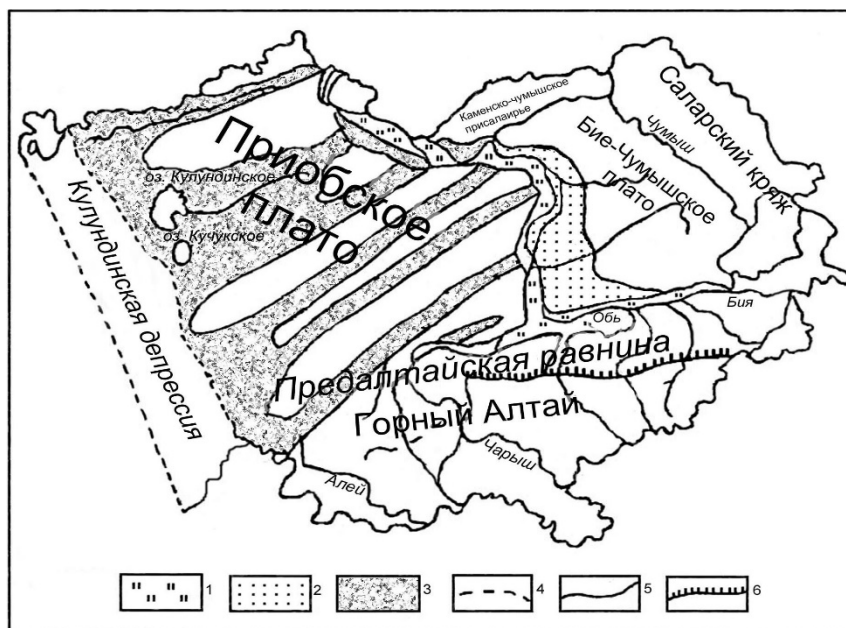 Каменско-чумышское
присалаирье
Саларский кряж
Чумыш
Бие-Чумышское
плато
Приобское
плато
оз. Кулундинское
оз. Кучукское
Кулундинская депрессия
Бия
Обь
Предалтайская равнина
Горный Алтай
Чарыш
Алей
1
2
3
4
5
6